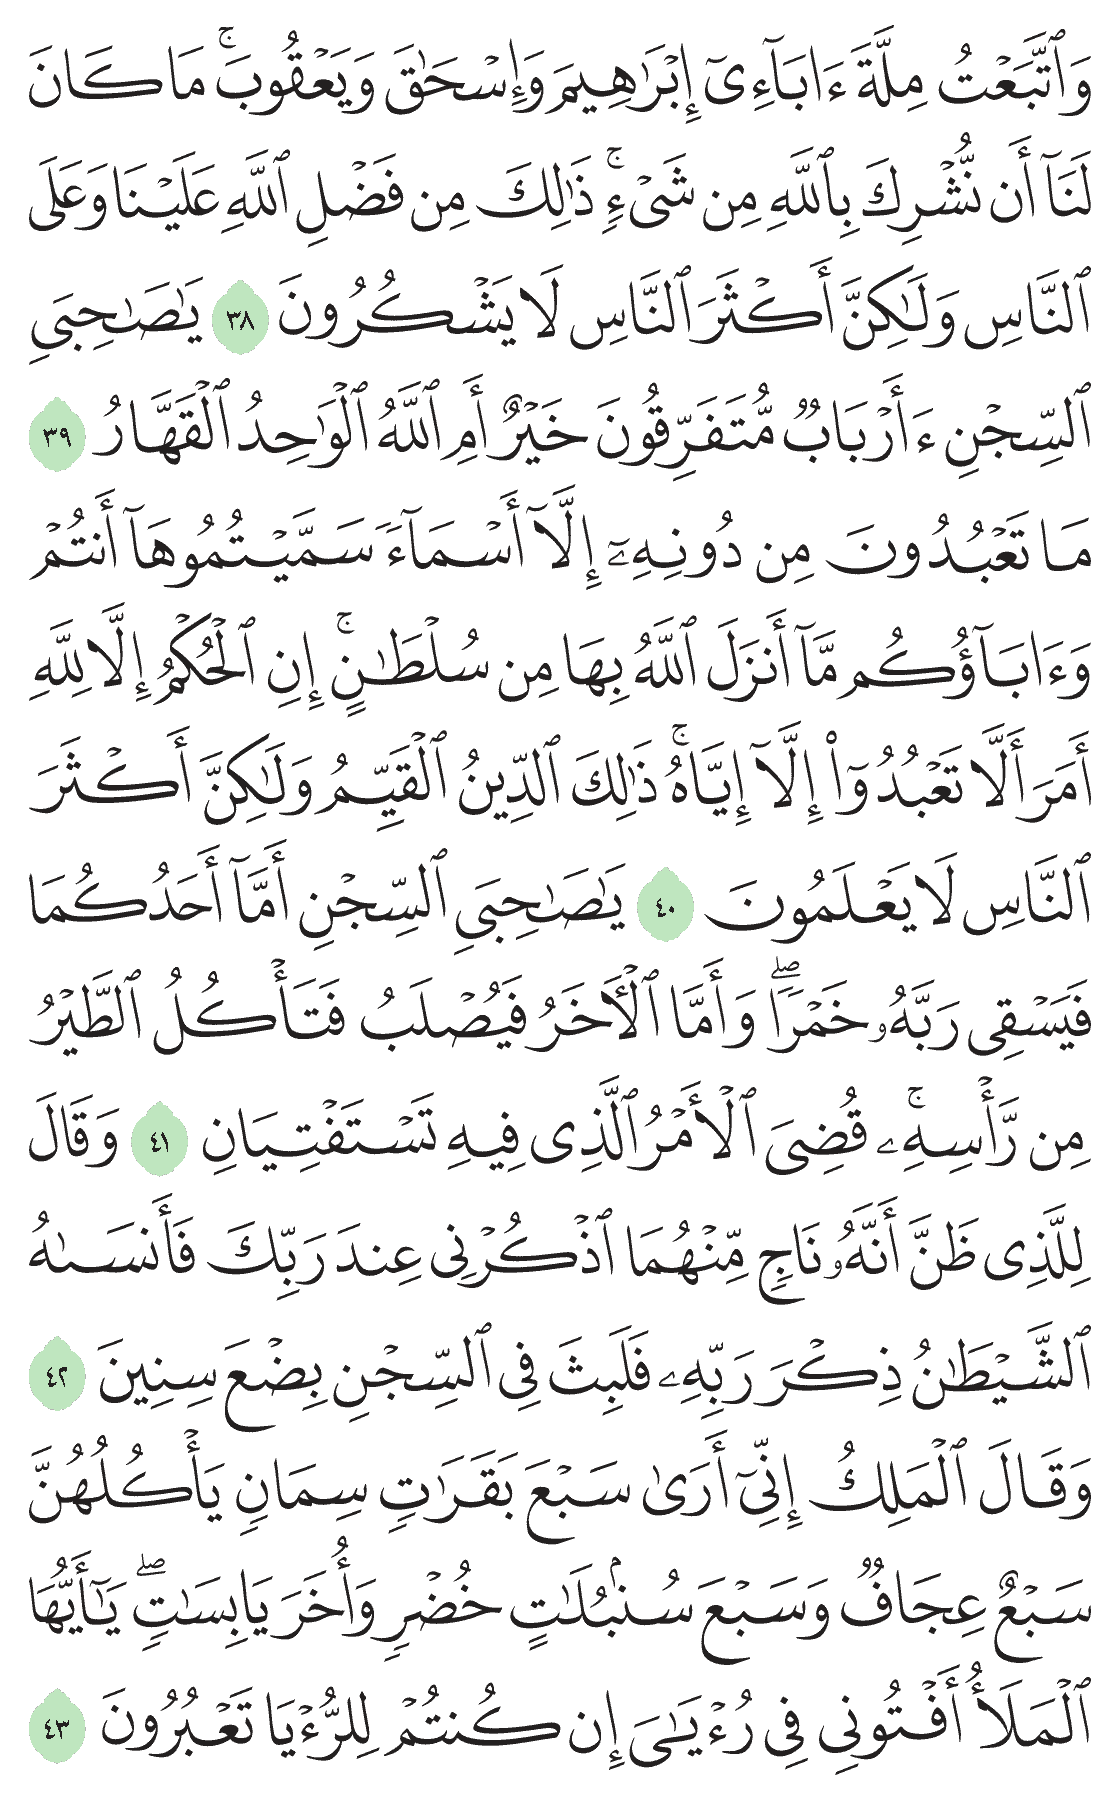 وَٱتَّبَعۡتُ مِلَّةَ ءَابَآءِيٓ إِبۡرَٰهِيمَ وَإِسۡحَٰقَ وَيَعۡقُوبَۚ مَا كَانَ
لَنَآ أَن نُّشۡرِكَ بِٱللَّهِ مِن شَيۡءٖۚ ذَٰلِكَ مِن فَضۡلِ ٱللَّهِ عَلَيۡنَا وَعَلَى
ٱلنَّاسِ وَلَٰكِنَّ أَكۡثَرَ ٱلنَّاسِ لَا يَشۡكُرُونَ ٣٨ يَٰصَٰحِبَيِ
ٱلسِّجۡنِ ءَأَرۡبَابٞ مُّتَفَرِّقُونَ خَيۡرٌ أَمِ ٱللَّهُ ٱلۡوَٰحِدُ ٱلۡقَهَّارُ ٣٩
مَا تَعۡبُدُونَ مِن دُونِهِۦٓ إِلَّآ أَسۡمَآءٗ سَمَّيۡتُمُوهَآ أَنتُمۡ
وَءَابَآؤُكُم مَّآ أَنزَلَ ٱللَّهُ بِهَا مِن سُلۡطَٰنٍۚ إِنِ ٱلۡحُكۡمُ إِلَّا لِلَّهِ
أَمَرَ أَلَّا تَعۡبُدُوٓاْ إِلَّآ إِيَّاهُۚ ذَٰلِكَ ٱلدِّينُ ٱلۡقَيِّمُ وَلَٰكِنَّ أَكۡثَرَ
ٱلنَّاسِ لَا يَعۡلَمُونَ ٤٠ يَٰصَٰحِبَيِ ٱلسِّجۡنِ أَمَّآ أَحَدُكُمَا
فَيَسۡقِي رَبَّهُۥ خَمۡرٗاۖ وَأَمَّا ٱلۡأٓخَرُ فَيُصۡلَبُ فَتَأۡكُلُ ٱلطَّيۡرُ
مِن رَّأۡسِهِۦۚ قُضِيَ ٱلۡأَمۡرُ ٱلَّذِي فِيهِ تَسۡتَفۡتِيَانِ ٤١ وَقَالَ
لِلَّذِي ظَنَّ أَنَّهُۥ نَاجٖ مِّنۡهُمَا ٱذۡكُرۡنِي عِندَ رَبِّكَ فَأَنسَىٰهُ
ٱلشَّيۡطَٰنُ ذِكۡرَ رَبِّهِۦ فَلَبِثَ فِي ٱلسِّجۡنِ بِضۡعَ سِنِينَ ٤٢
وَقَالَ ٱلۡمَلِكُ إِنِّيٓ أَرَىٰ سَبۡعَ بَقَرَٰتٖ سِمَانٖ يَأۡكُلُهُنَّ
سَبۡعٌ عِجَافٞ وَسَبۡعَ سُنۢبُلَٰتٍ خُضۡرٖ وَأُخَرَ يَابِسَٰتٖۖ يَٰٓأَيُّهَا
ٱلۡمَلَأُ أَفۡتُونِي فِي رُءۡيَٰيَ إِن كُنتُمۡ لِلرُّءۡيَا تَعۡبُرُونَ ٤٣